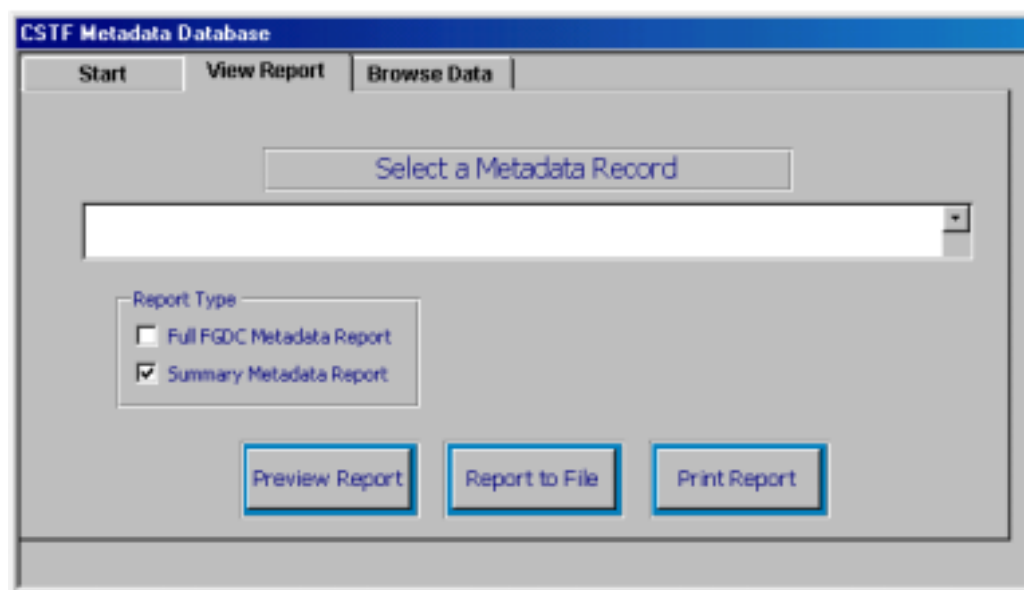 CSTF Metadata Database
Start View Report Browse Data
Select a Metadata Record
Report Type
Full FGDC Metadata Report
Summary Metadata Report
Preview Report Report to File Print Report